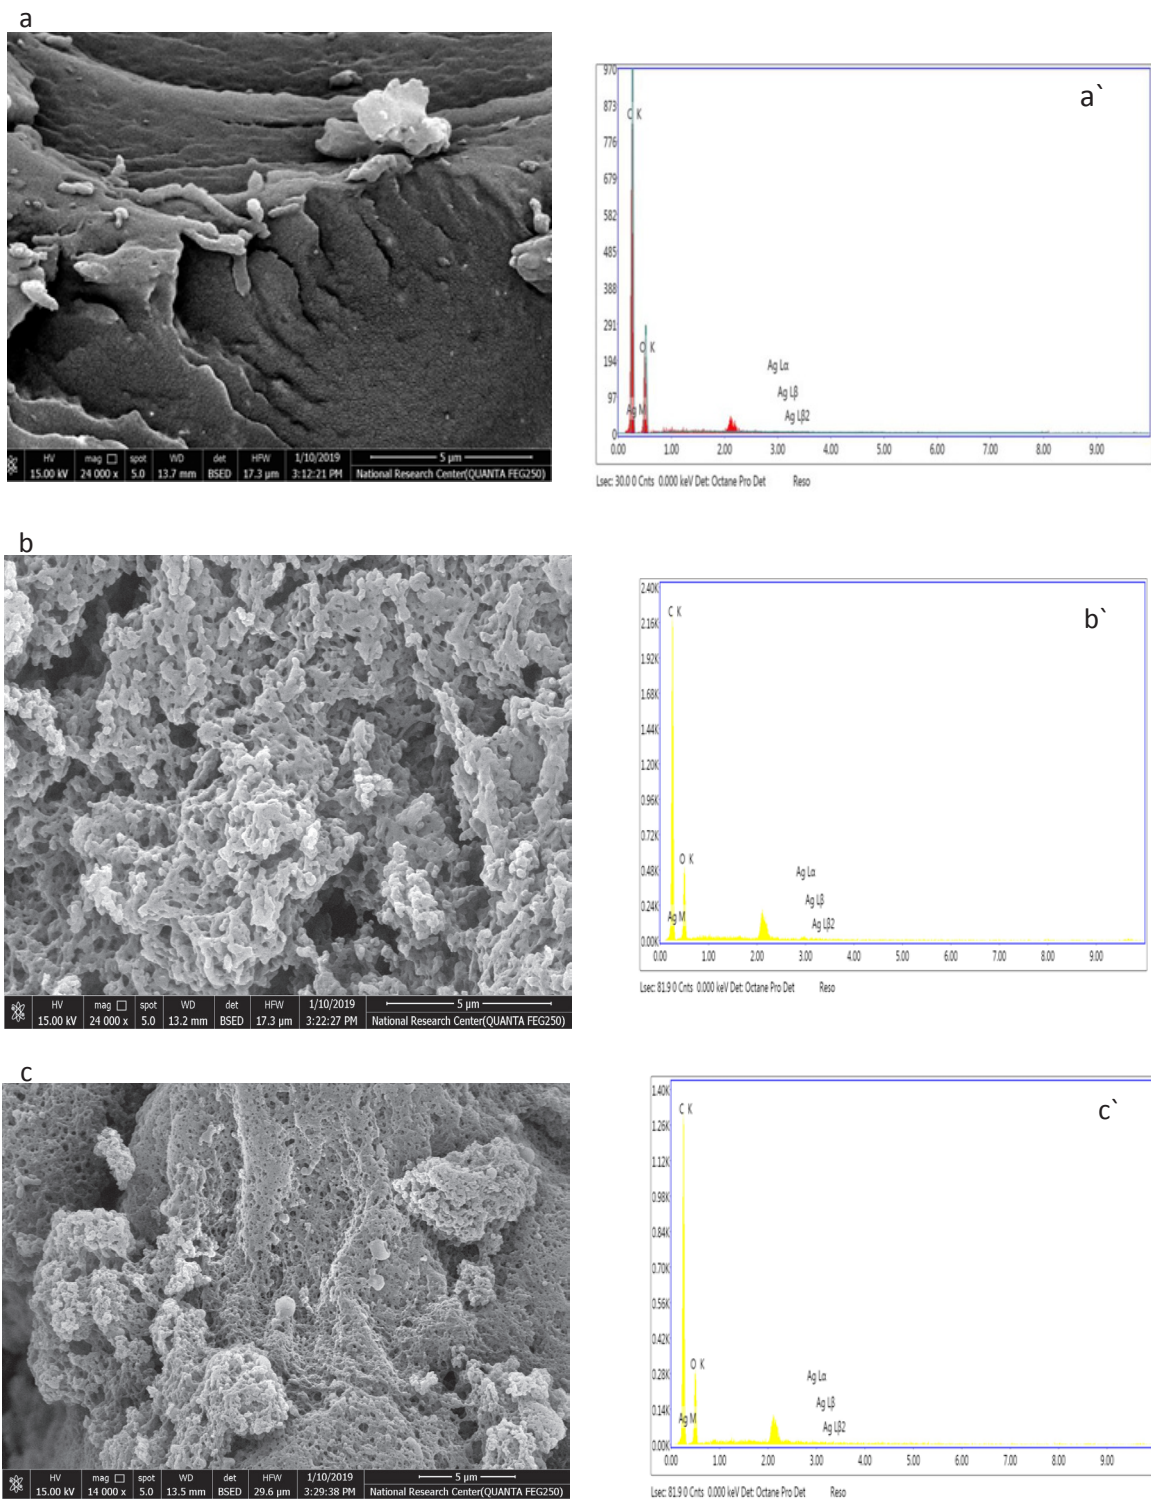 a
HV mag □ spot WD det HFW 1/10/2019 5 µm
15.00 kV 24 000 x 5.0 13.7 mm BSED 17.3 µm 3:12:21 PM National Research Center(QUANTA FEG250)
a`
970
873
776
679
582
485
388
291
194
97
0
C K
O K
Ag M
Ag Lα
Ag Lβ
Ag Lβ2
0.00 1.00 2.00 3.00 4.00 5.00 6.00 7.00 8.00 9.00
Lsec: 30.0 0 Cnts 0.000 keV Det: Octane Pro Det Reso
b
HV mag □ spot WD det HFW 1/10/2019 5 µm
15.00 kV 24 000 x 5.0 13.2 mm BSED 17.3 µm 3:22:27 PM National Research Center(QUANTA FEG250)
b`
2.40K
2.16K
1.92K
1.68K
1.44K
1.20K
0.96K
0.72K
0.48K
0.24K
0.00K
C K
O K
Ag M
Ag Lα
Ag Lβ
Ag Lβ2
0.00 1.00 2.00 3.00 4.00 5.00 6.00 7.00 8.00 9.00
Lsec: 81.9 0 Cnts 0.000 keV Det: Octane Pro Det Reso
c
HV mag □ spot WD det HFW 1/10/2019 5 µm
15.00 kV 14 000 x 5.0 13.5 mm BSED 29.6 µm 3:29:38 PM National Research Center(QUANTA FEG250)
c`
1.40K
1.26K
1.12K
0.98K
0.84K
0.70K
0.56K
0.42K
0.28K
0.14K
0.00K
C K
O K
Ag M
Ag Lα
Ag Lβ
Ag Lβ2
0.00 1.00 2.00 3.00 4.00 5.00 6.00 7.00 8.00 9.00
Lsec: 81.9 0 Cnts 0.000 keV Det: Octane Pro Det Reso